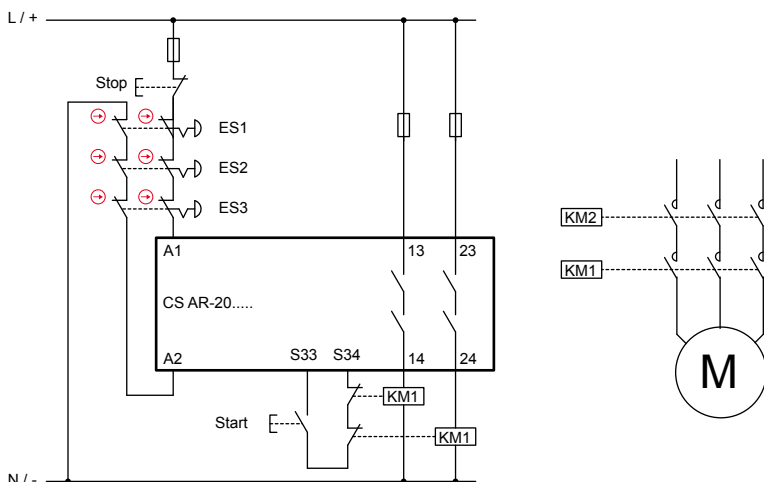 L / +
Stop
ES1
ES2
ES3
A1
13
23
CS AR-20.....
A2
S33
S34
14
24
KM1
Start
KM1
N / -
KM2
KM1
M